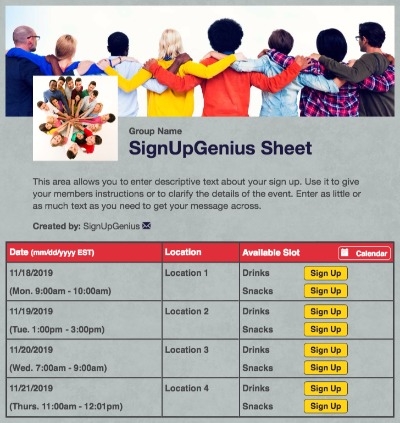 Group Name
SignUpGenius Sheet
This area allows you to enter descriptive text about your sign up. Use it to give
your members instructions or to clarify the details of the event. Enter as little or
as much text as you need to get your message across.
Created by: SignUpGenius
Date (mm/dd/yyyy EST) Location Available Slot Calendar
11/18/2019 Location 1 Drinks Sign Up
(Mon. 9:00am - 10:00am) Snacks Sign Up
11/19/2019 Location 2 Drinks Sign Up
(Tue. 1:00pm - 3:00pm) Snacks Sign Up
11/20/2019 Location 3 Drinks Sign Up
(Wed. 7:00am - 9:00am) Snacks Sign Up
11/21/2019 Location 4 Drinks Sign Up
(Thurs. 11:00am - 12:01pm) Snacks Sign Up